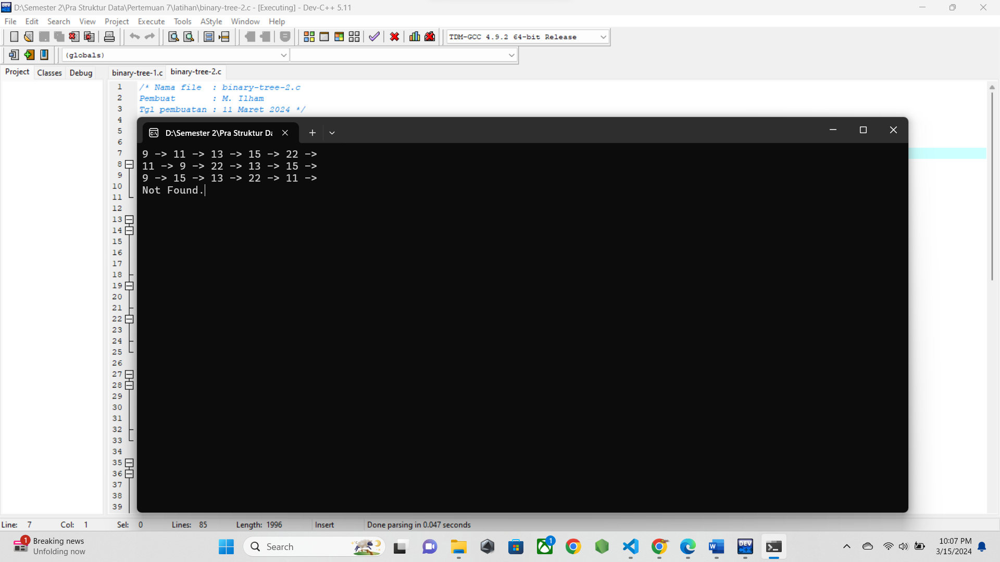 D:\Semester 2\Pra Struktur Data\Pertemuan 7\latihan\binary-tree-2.c - [Executing] - Dev-C++ 5.11
File Edit Search View Project Execute Tools AStyle Window Help
TDM-GCC 4.9.2 64-bit Release
(globals)
Project Classes Debug binary-tree-1.c binary-tree-2.c
1 /* Nama file : binary-tree-2.c
2 Pembuat : M. Ilham
3 Tgl pembuatan : 11 Maret 2024 */
4
5
6
7
8
9
10
11
12
13
14
15
16
17
18
19
20
21
22
23
24
25
26
27
28
29
30
31
32
33
34
35
36
37
38
39
D:\Semester 2\Pra Struktur Da
9 -> 11 -> 13 -> 15 -> 22 ->
11 -> 9 -> 22 -> 13 -> 15 ->
9 -> 15 -> 13 -> 22 -> 11 ->
Not Found.
Line: 7 Col: 1 Sel: 0 Lines: 85 Length: 1996 Insert Done parsing in 0.047 seconds
1
Breaking news
Unfolding now
Search
1
DEV C++
10:07 PM
3/15/2024